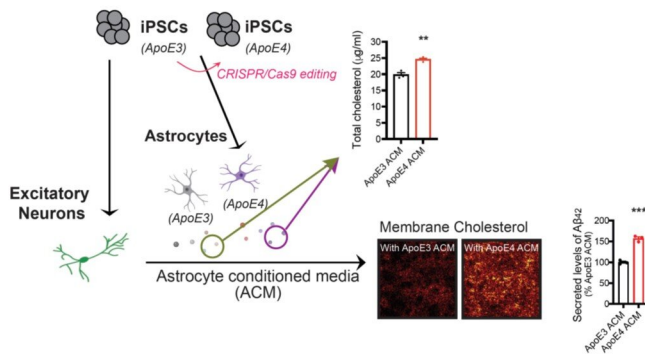 iPSCs
(ApoE3)
iPSCs
(ApoE4)
CRISPR/Cas9 editing
Astrocytes
(ApoE3)
(ApoE4)
Excitatory
Neurons
Astrocyte conditioned media
(ACM)
Total cholesterol (µg/ml)
30
25
20
15
10
5
0
**
ApoE3 ACM
ApoE4 ACM
Membrane Cholesterol
With ApoE3 ACM
With ApoE4 ACM
Secreted levels of Aβ42
(% ApoE3 ACM)
200
150
100
50
0
***
ApoE3 ACM
ApoE4 ACM